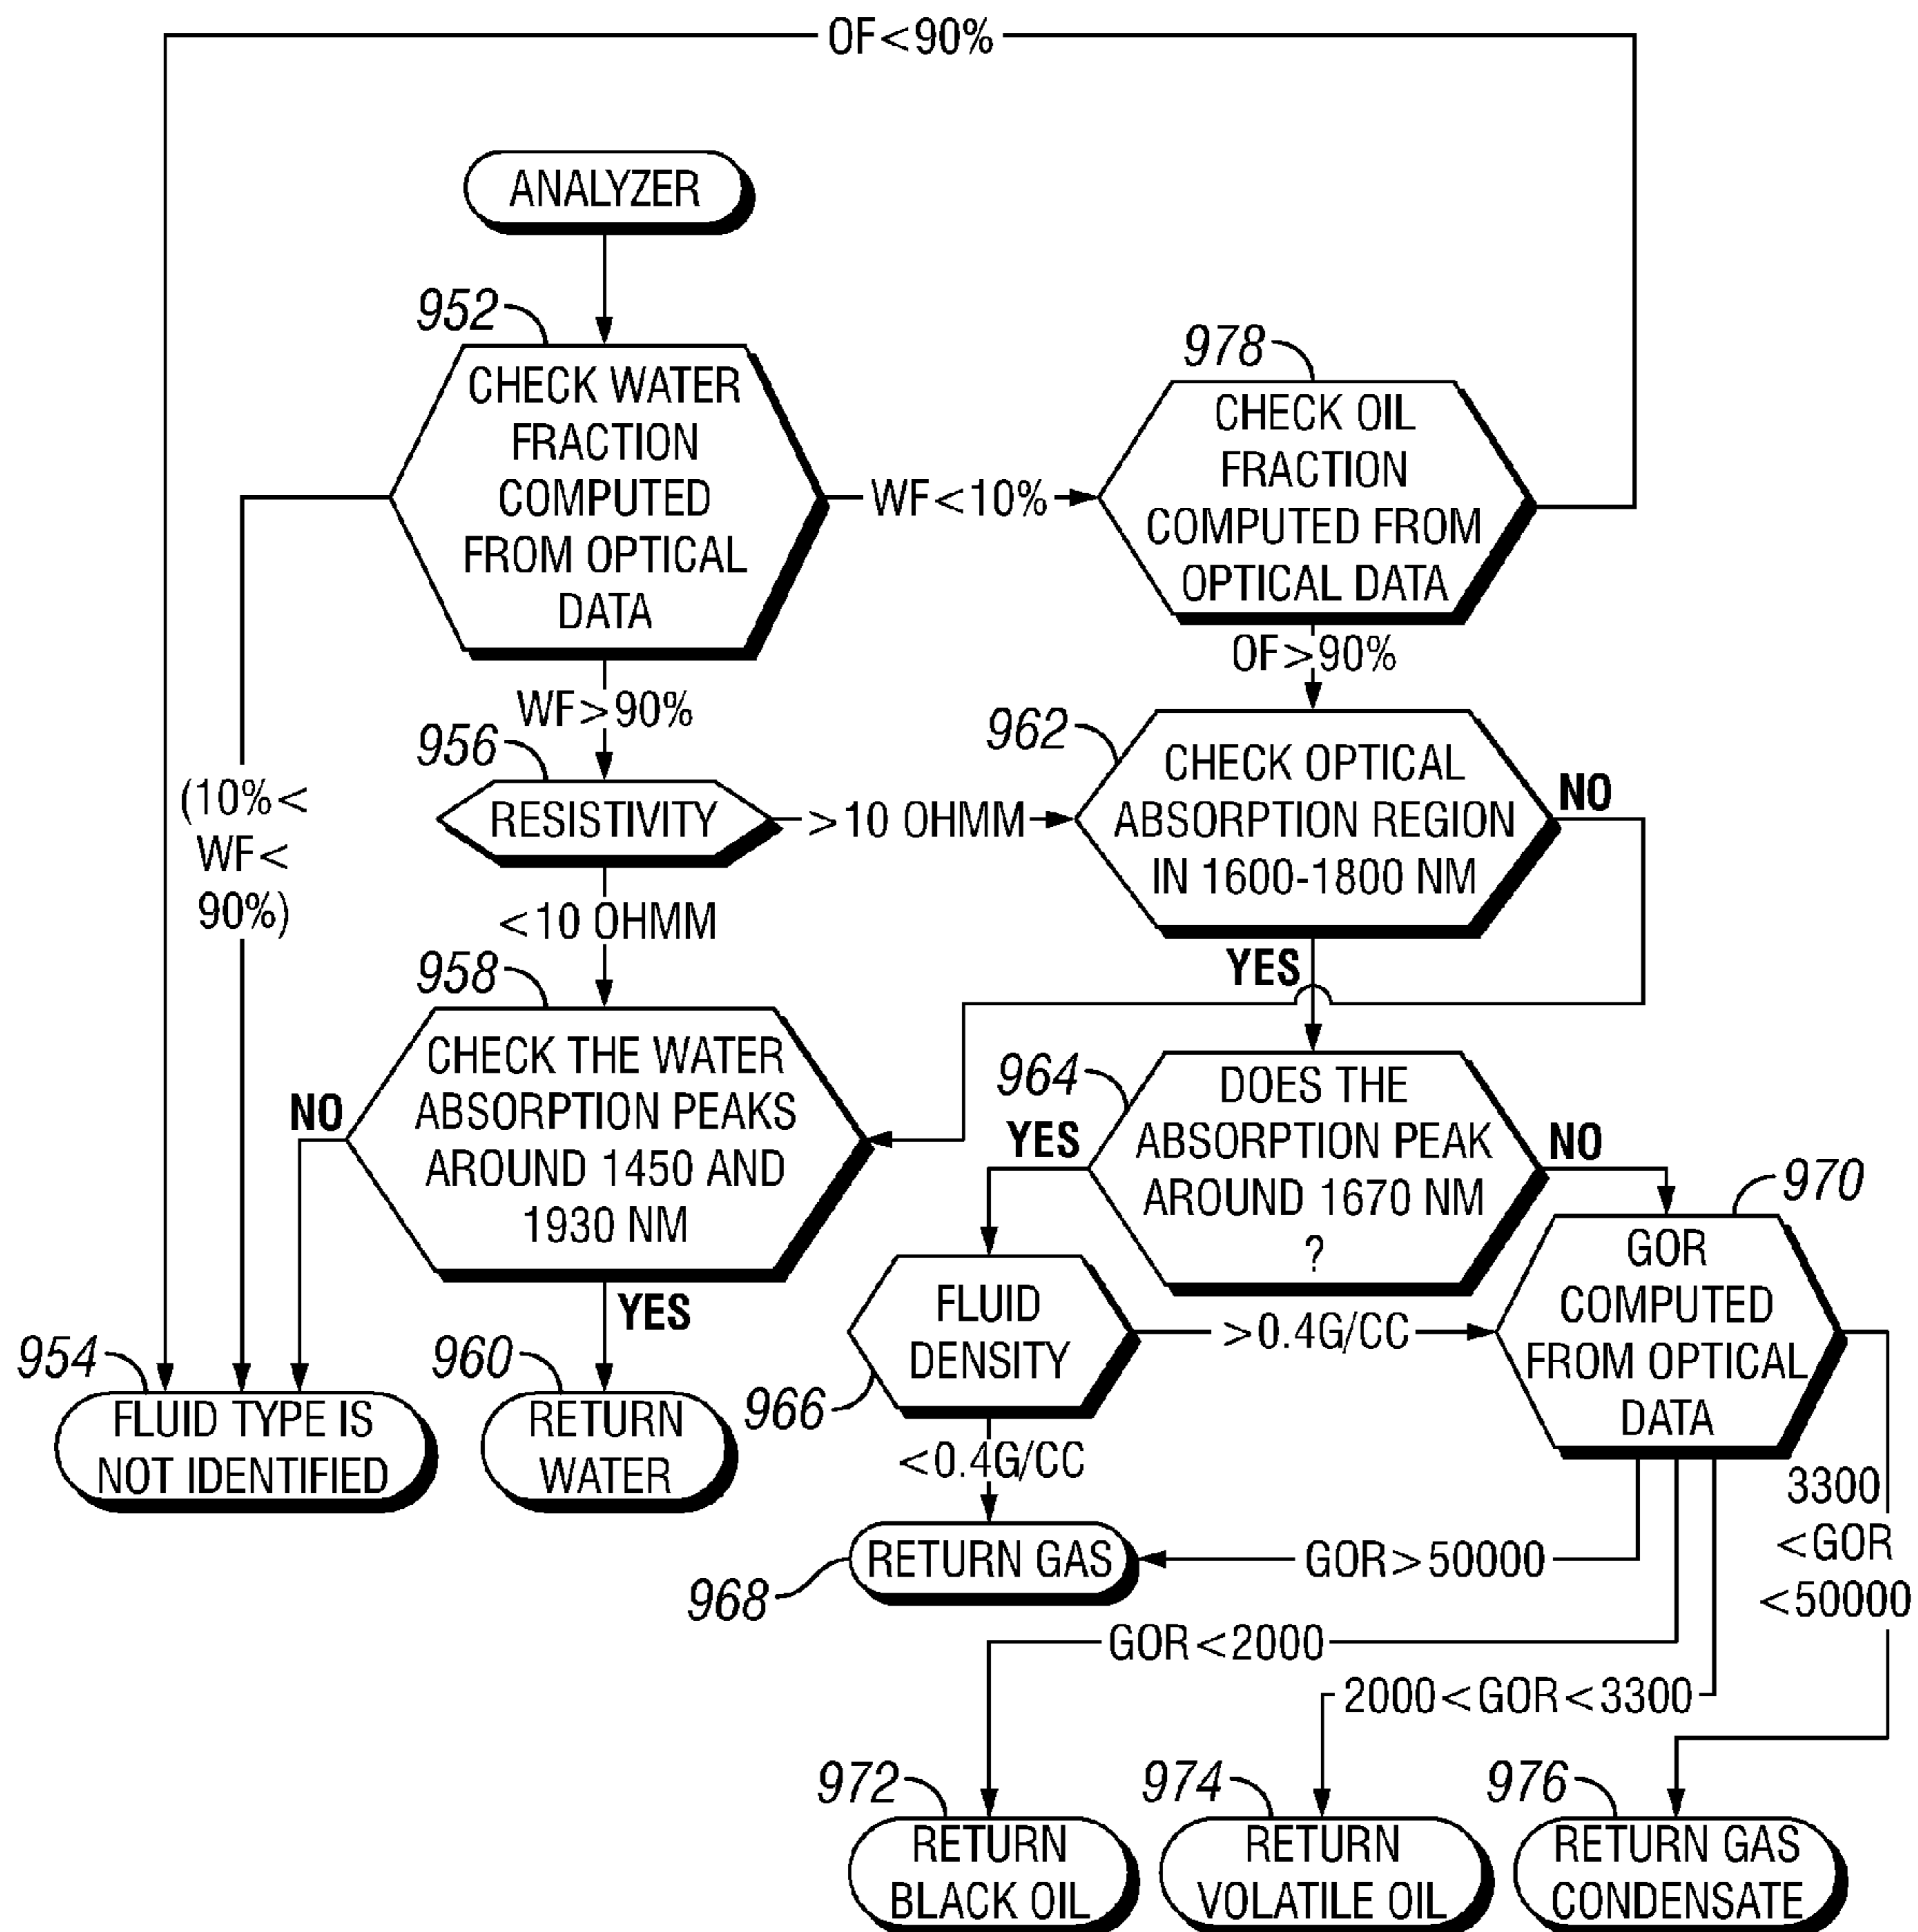 OF<90%
ANALYZER
952
CHECK WATER
FRACTION
COMPUTED
FROM OPTICAL
DATA
WF<10%
978
CHECK OIL
FRACTION
COMPUTED FROM
OPTICAL DATA
WF>90%
OF>90%
(10%<
WF<
90%)
956
RESISTIVITY
>10 OHMM
962
CHECK OPTICAL
ABSORPTION REGION
IN 1600-1800 NM
NO
YES
<10 OHMM
958
CHECK THE WATER
ABSORPTION PEAKS
AROUND 1450 AND
1930 NM
NO
YES
964
DOES THE
ABSORPTION PEAK
AROUND 1670 NM
?
YES
NO
970
GOR
COMPUTED
FROM OPTICAL
DATA
954
FLUID TYPE IS
NOT IDENTIFIED
960
RETURN
WATER
966
FLUID
DENSITY
>0.4G/CC
<0.4G/CC
968
RETURN GAS
GOR>50000
3300
<GOR
<50000
GOR<2000
2000<GOR<3300
972
RETURN
BLACK OIL
974
RETURN
VOLATILE OIL
976
RETURN GAS
CONDENSATE